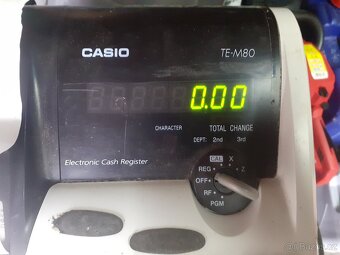 CASIO TE-M80
0.00
CHARACTER TOTAL CHANGE
DEPT: 2nd 3rd
Electronic Cash Register
CAL X
REG Z
OFF
RF
PGM